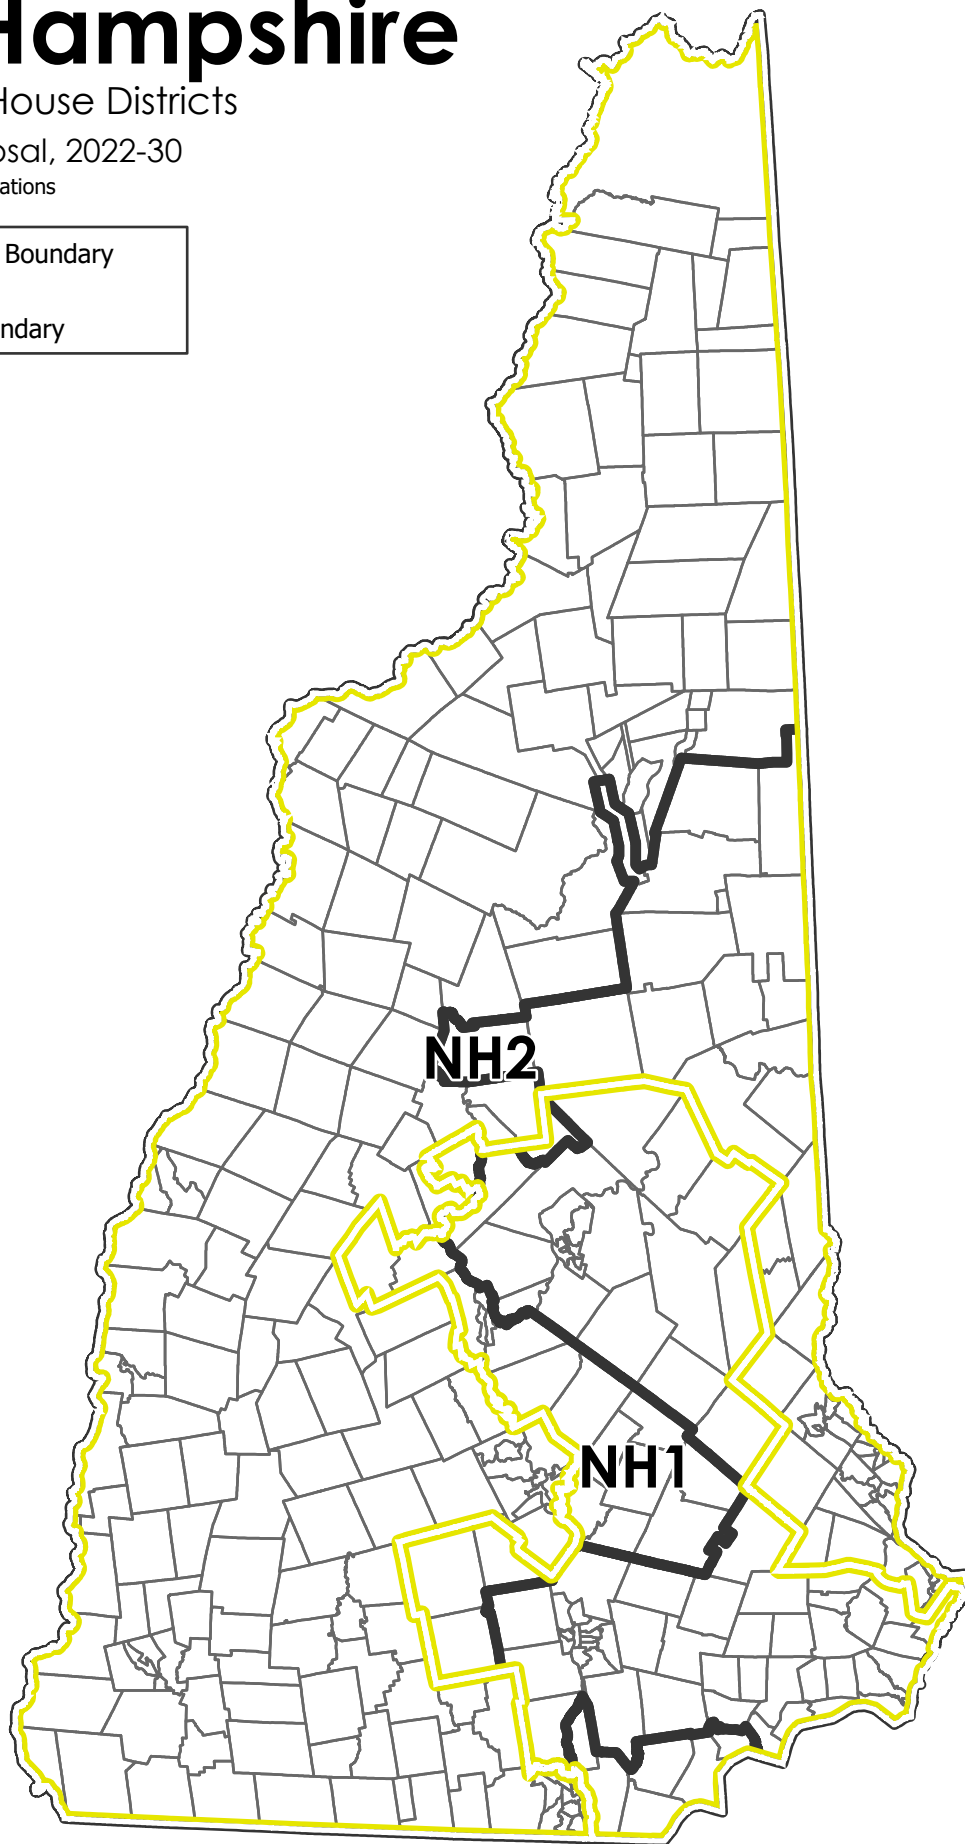 Hampshire
House Districts
osal, 2022-30
ations
Boundary
ndary
NH2
NH1